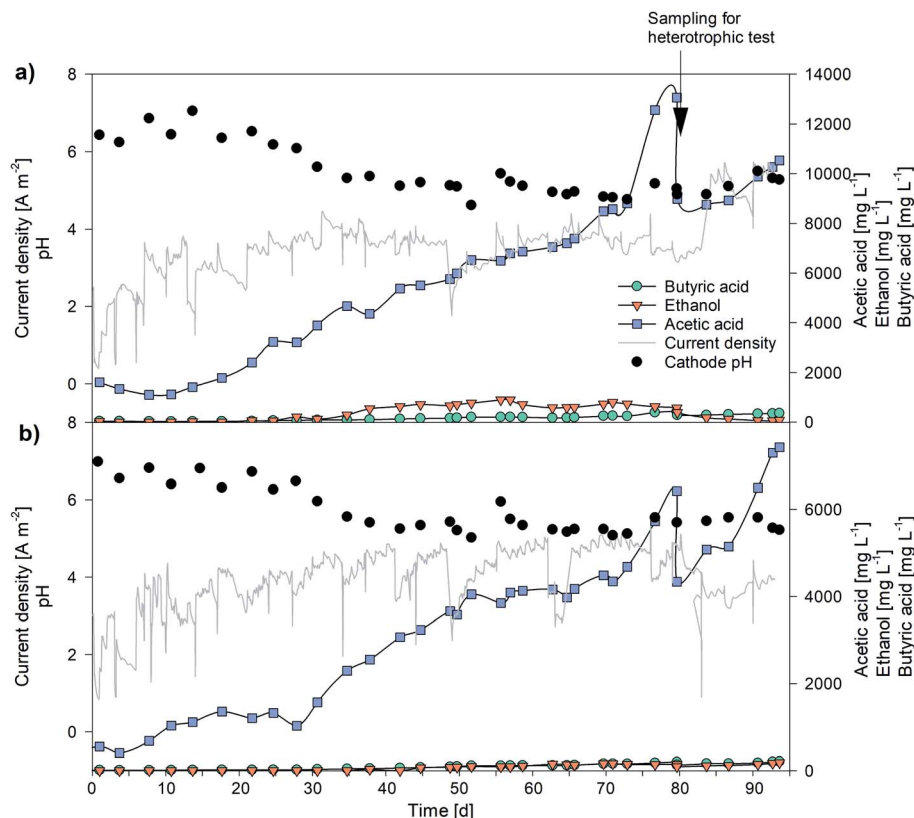 Sampling for
heterotrophic test
a)
8
6
4
2
0
8
Current density [A m⁻²]
pH
14000
12000
10000
8000
6000
4000
2000
0
Acetic acid [mg L⁻¹]
Ethanol [mg L⁻¹]
Butyric acid [mg L⁻¹]
Butyric acid
Ethanol
Acetic acid
Current density
Cathode pH
b)
6
4
2
0
Current density [A m⁻²]
pH
6000
4000
2000
0
Acetic acid [mg L⁻¹]
Ethanol [mg L⁻¹]
Butyric acid [mg L⁻¹]
0 10 20 30 40 50 60 70 80 90
Time [d]